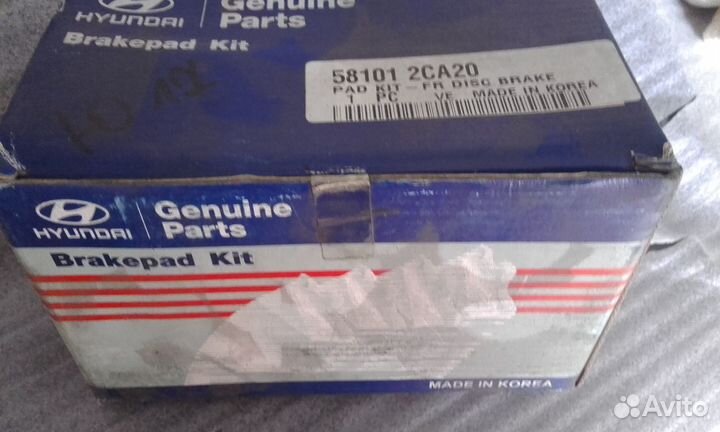 HYUNDAI
Genuine
Parts
Brakepad Kit
58101 2CA20
PAD KIT-FR DISC BRAKE
1 PC VE MADE IN KOREA
HYUNDAI
Genuine
Parts
Brakepad Kit
MADE IN KOREA
Avito